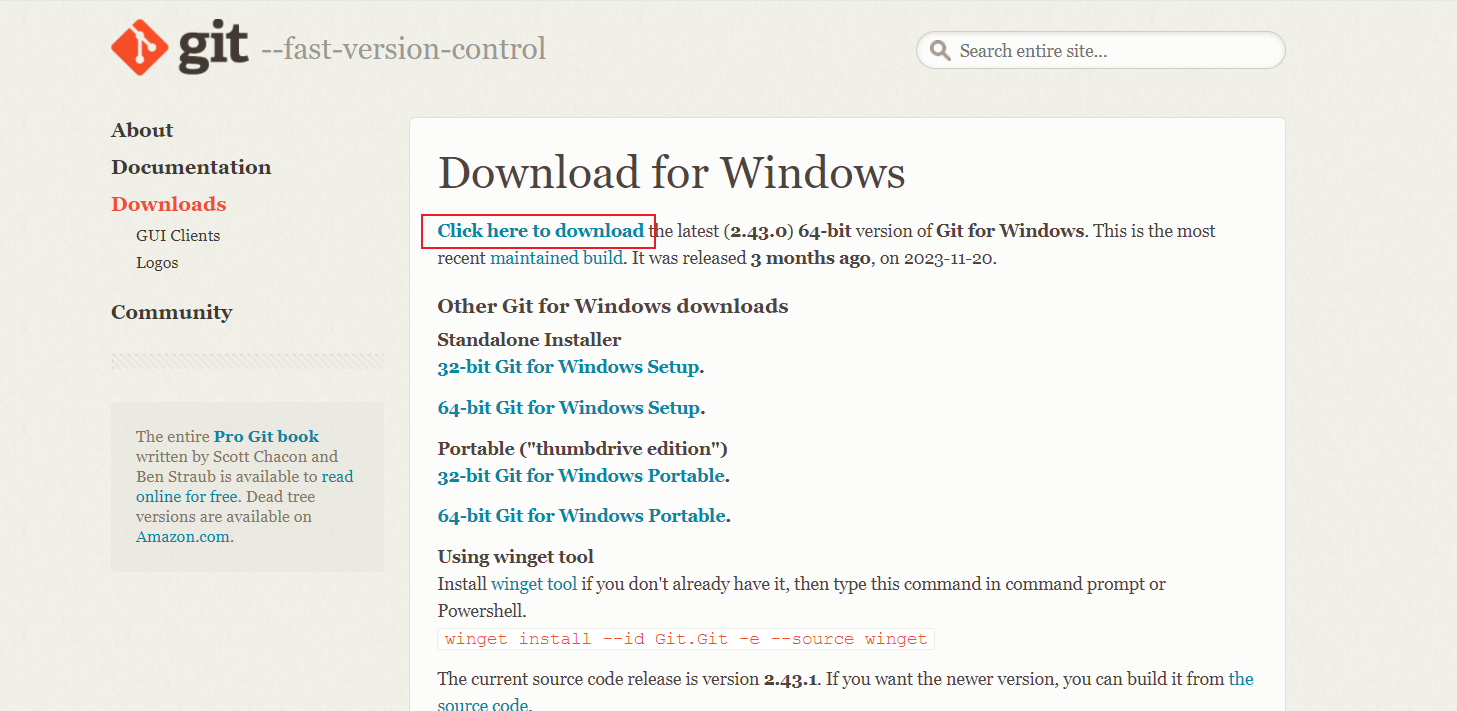 git --fast-version-control
Search entire site...
About
Documentation
Downloads
GUI Clients
Logos
Community
The entire Pro Git book
written by Scott Chacon and
Ben Straub is available to read
online for free. Dead tree
versions are available on
Amazon.com.
Download for Windows
Click here to download the latest (2.43.0) 64-bit version of Git for Windows. This is the most
recent maintained build. It was released 3 months ago, on 2023-11-20.
Other Git for Windows downloads
Standalone Installer
32-bit Git for Windows Setup.
64-bit Git for Windows Setup.
Portable ("thumbdrive edition")
32-bit Git for Windows Portable.
64-bit Git for Windows Portable.
Using winget tool
Install winget tool if you don't already have it, then type this command in command prompt or
Powershell.
winget install --id Git.Git -e --source winget
The current source code release is version 2.43.1. If you want the newer version, you can build it from the
source code.